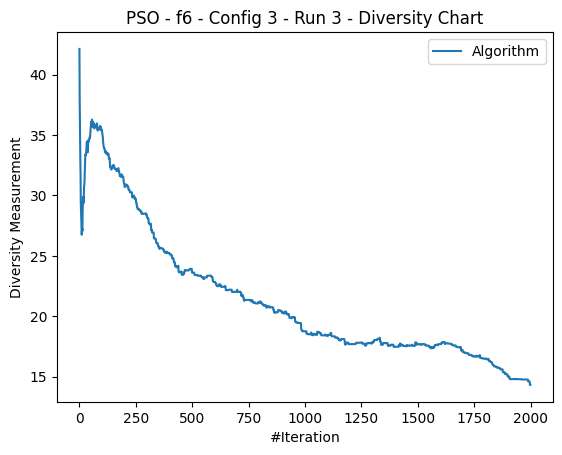 PSO - f6 - Config 3 - Run 3 - Diversity Chart
Algorithm
Diversity Measurement
40
35
30
25
20
15
0 250 500 750 1000 1250 1500 1750 2000
#Iteration